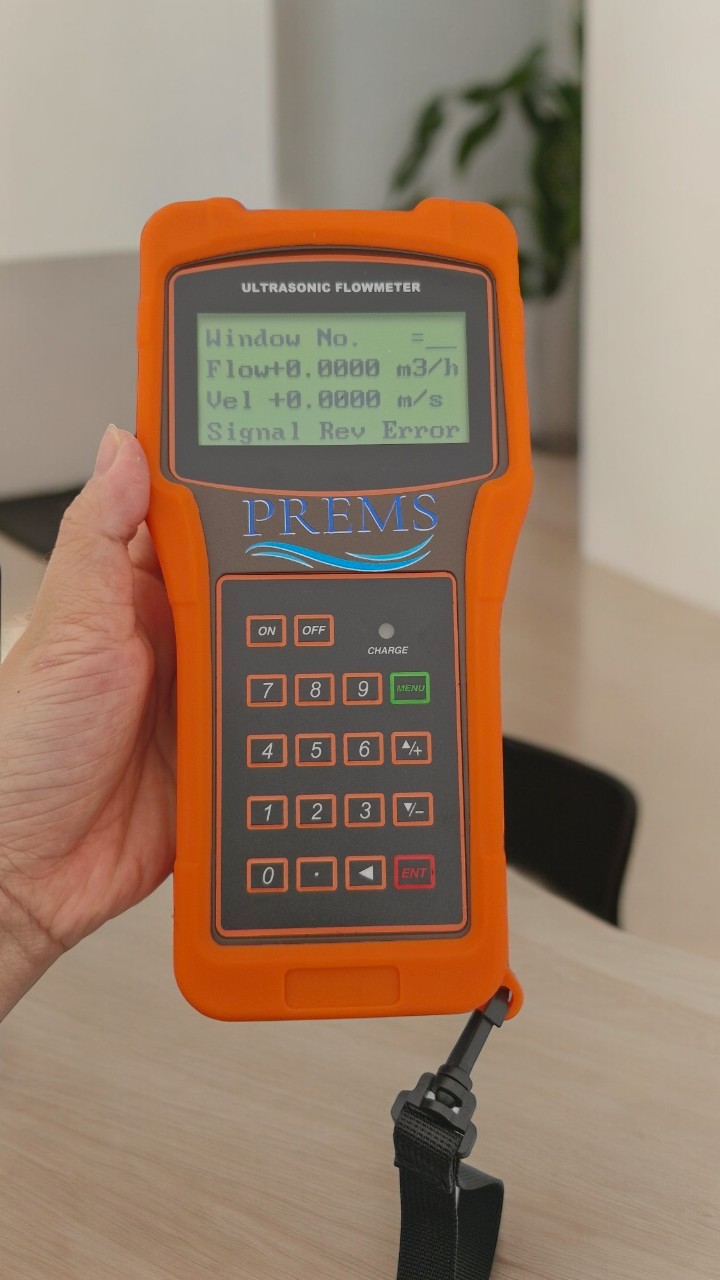 ULTRASONIC FLOWMETER
Window No. =__
Flow+0.0000 m3/h
Vel +0.0000 m/s
Signal Rev Error
PREMS
ON OFF
CHARGE
7 8 9 MENU
4 5 6 ▲/+
1 2 3 ▼/−
0 . ◀ ENT